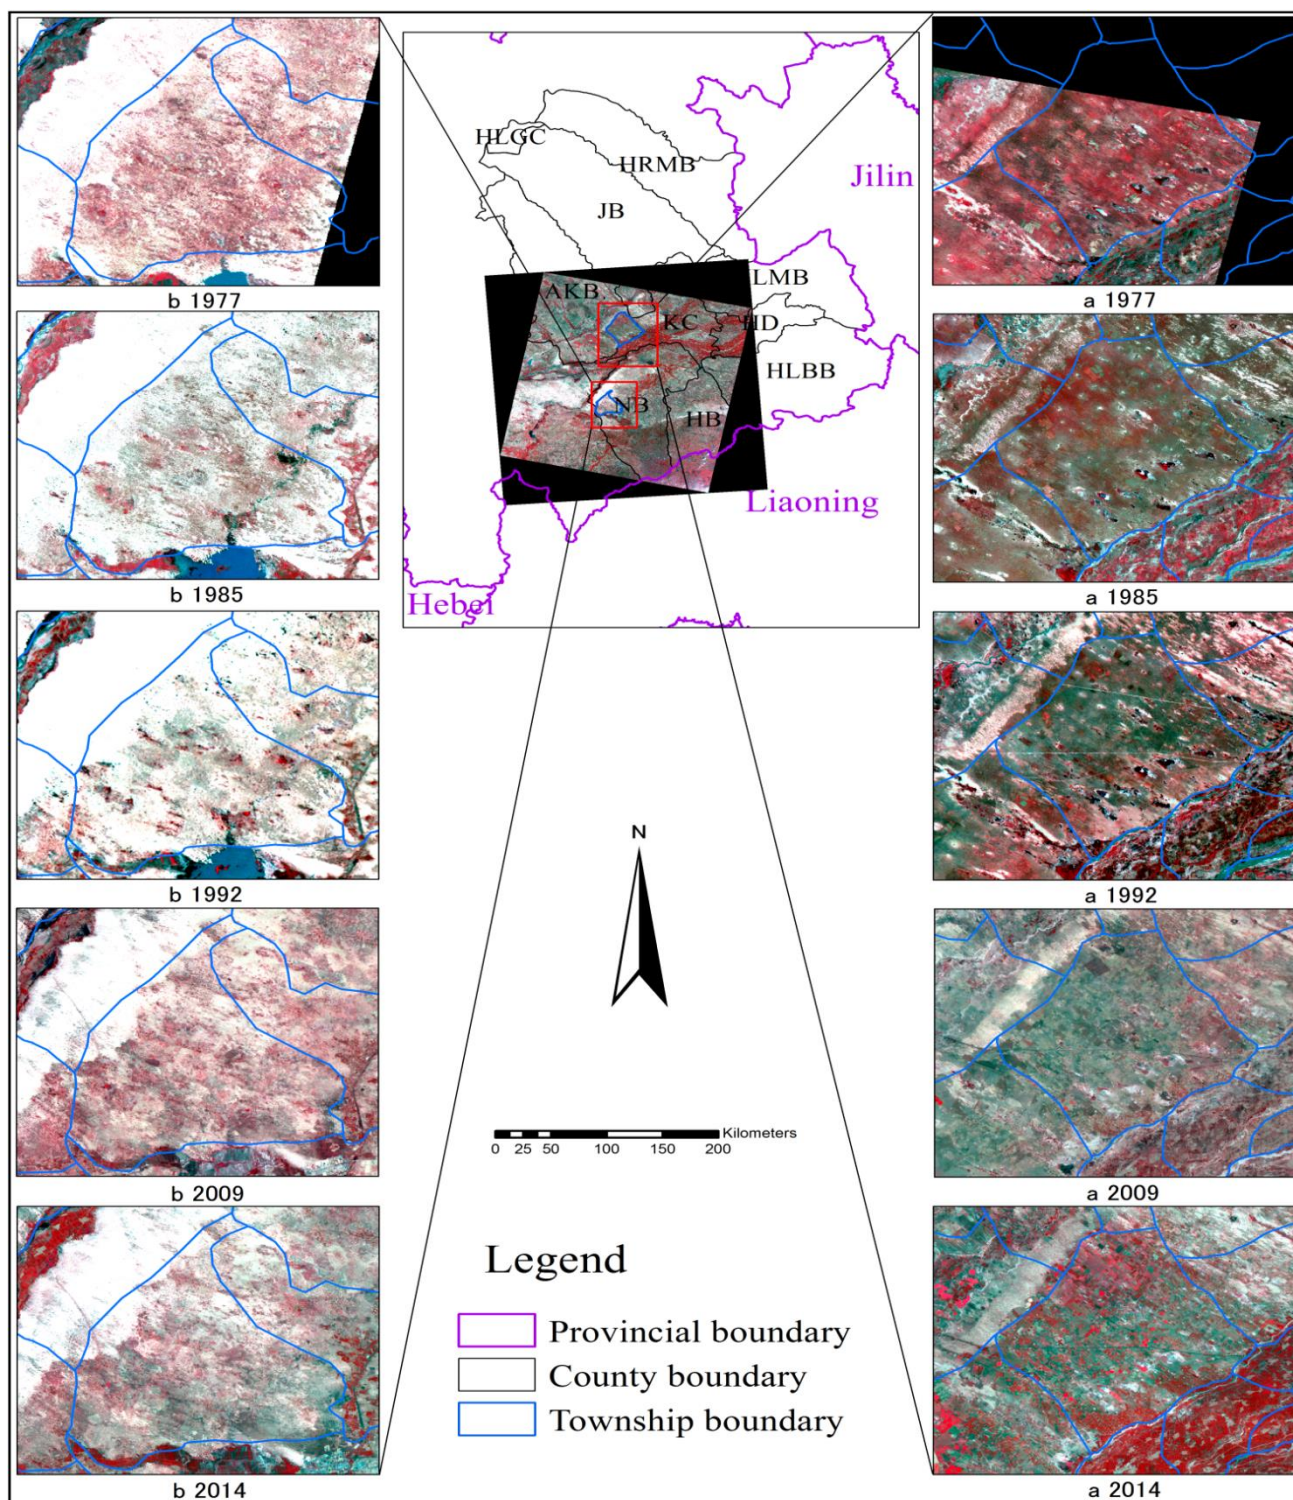 b 1977
b 1985
b 1992
b 2009
b 2014
HLGC
HRMB
JB
Jilin
LMB
AKB
KC
HD
HLBB
NB
HB
Liaoning
Hebei
N
Kilometers
0 25 50 100 150 200
Legend
Provincial boundary
County boundary
Township boundary
a 1977
a 1985
a 1992
a 2009
a 2014